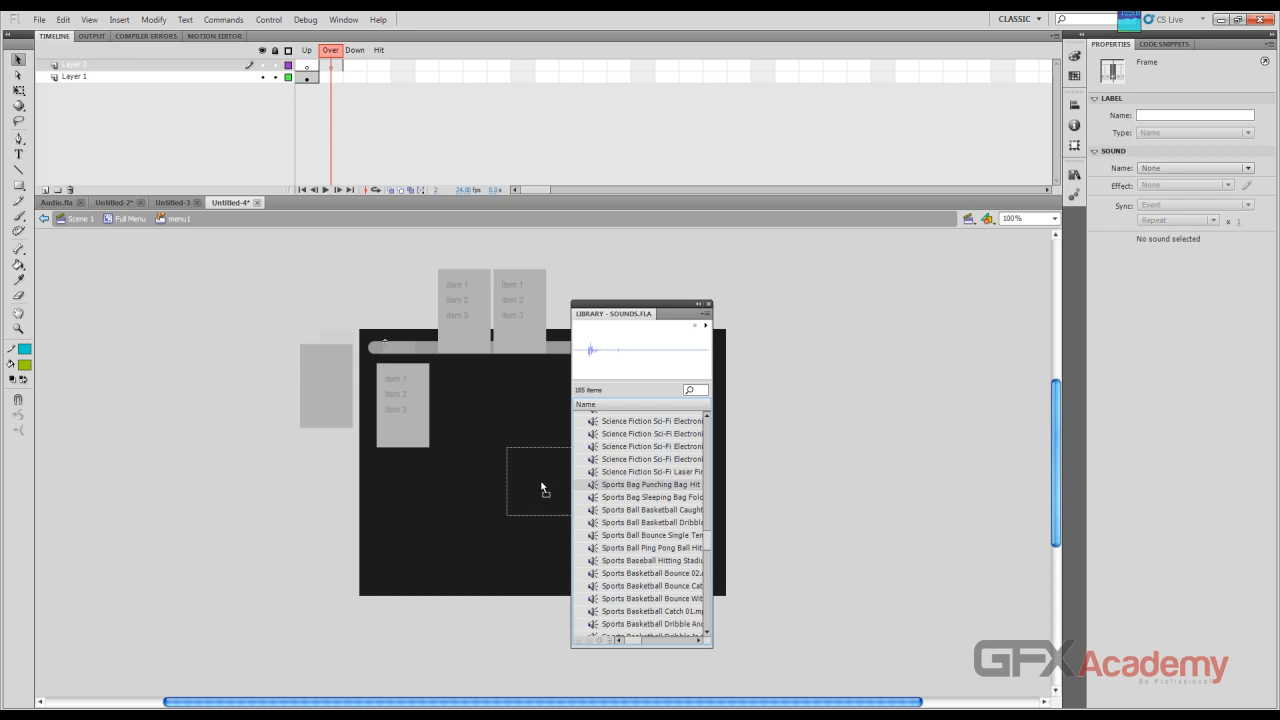 Fl File Edit View Insert Modify Text Commands Control Debug Window Help CLASSIC CS Live
TIMELINE OUTPUT COMPILER ERRORS MOTION EDITOR
PROPERTIES CODE SNIPPETS
Up Over Down Hit
Layer 2
Layer 1
Frame
LABEL
Name:
Type: Name
SOUND
Name: None
Effect: None
Sync: Event
Repeat x 1
No sound selected
2 24.00 fps 0.0s
Audio.fla Untitled-2* Untitled-3 Untitled-4*
Scene 1 Full Menu menu1 100%
item 1 item 1
item 2 item 2
item 3 item 3
item 1
item 2
item 3
LIBRARY - SOUNDS.FLA
185 items
Name
Science Fiction Sci-Fi Electroni
Science Fiction Sci-Fi Electroni
Science Fiction Sci-Fi Electroni
Science Fiction Sci-Fi Electroni
Science Fiction Sci-Fi Laser Fir
Sports Bag Punching Bag Hit
Sports Bag Sleeping Bag Fold
Sports Ball Basketball Caught
Sports Ball Basketball Dribble
Sports Ball Bounce Single Ten
Sports Ball Ping Pong Ball Hit
Sports Baseball Hitting Stadiu
Sports Basketball Bounce 02.m
Sports Basketball Bounce Cat
Sports Basketball Bounce Wit
Sports Basketball Catch 01.mp
Sports Basketball Dribble And
GFXAcademy
Be Professional